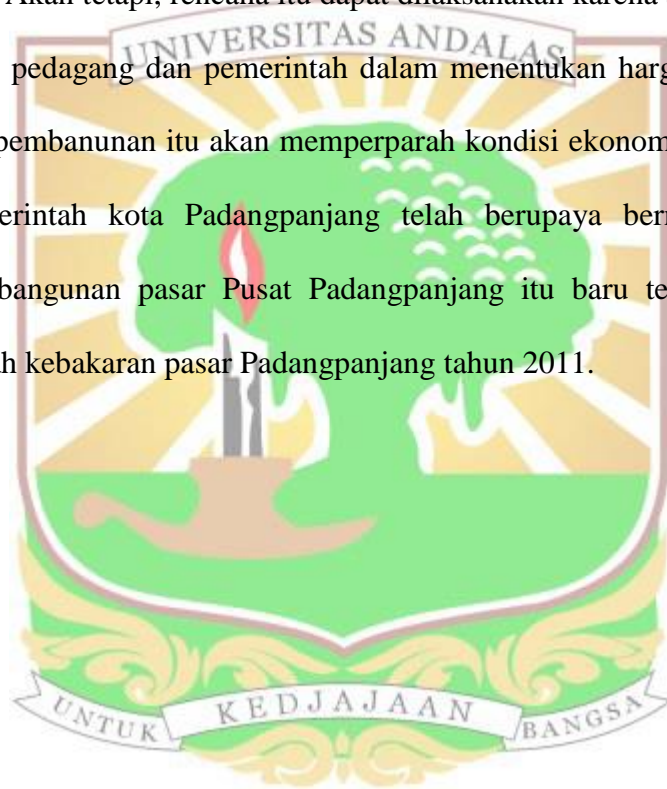 Akan tetapi, rencana itu dapat dilaksanakan karena
UNIVERSITAS ANDALAS
pedagang dan pemerintah dalam menentukan harg
pembanunan itu akan memperparah kondisi ekonom
erintah kota Padangpanjang telah berupaya ber
bangunan pasar Pusat Padangpanjang itu baru te
ah kebakaran pasar Padangpanjang tahun 2011.
UNTUK KEDJAJAAN BANGSA